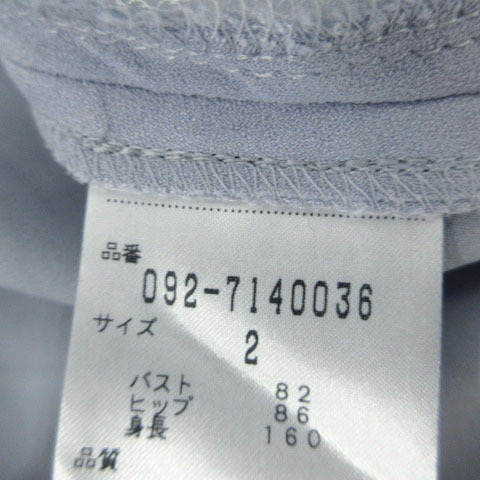 品番
092-7140036
サイズ
2
バスト 82
ヒップ 86
身長 160
品質